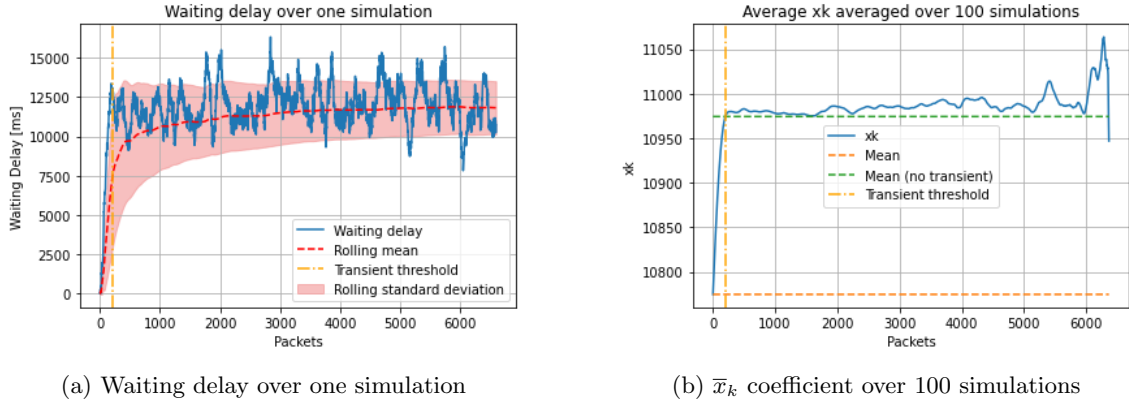 Waiting delay over one simulation
Waiting Delay [ms]
15000
12500
10000
7500
5000
2500
0
Waiting delay
Rolling mean
Transient threshold
Rolling standard deviation
0 1000 2000 3000 4000 5000 6000
Packets
(a) Waiting delay over one simulation
Average xk averaged over 100 simulations
xk
11050
11000
10950
10900
10850
10800
xk
Mean
Mean (no transient)
Transient threshold
0 1000 2000 3000 4000 5000 6000
Packets
(b) x̅ₖ coefficient over 100 simulations